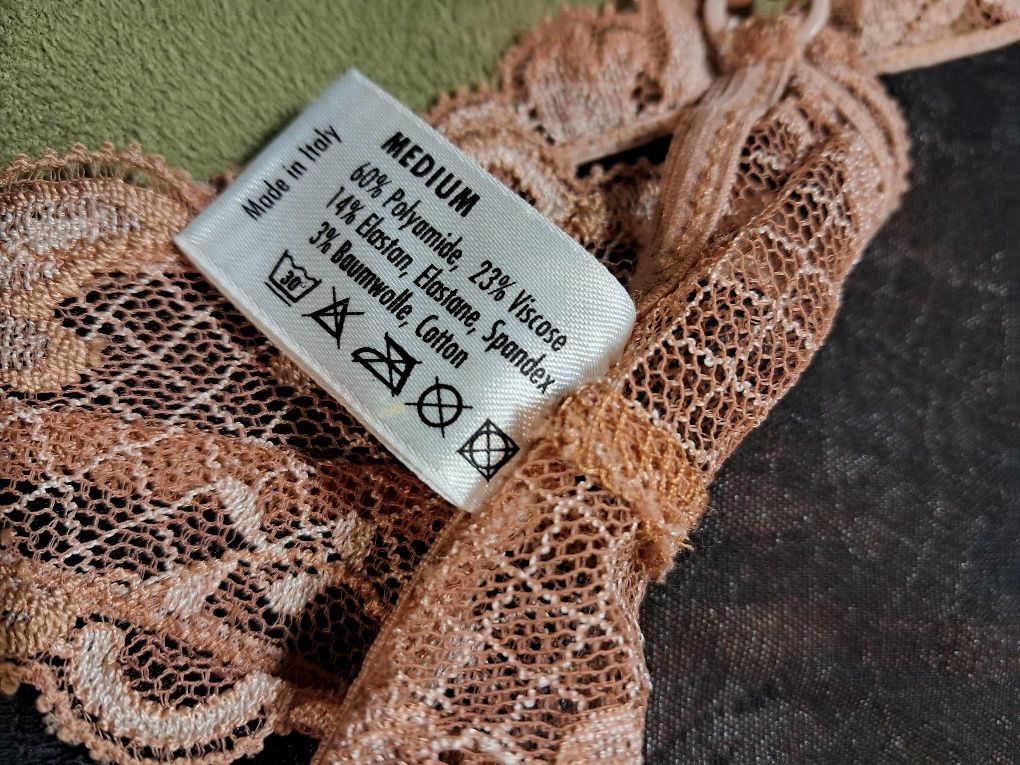 Made in Italy
MEDIUM
60% Polyamide, 23% Viscose
14% Elastan, Elastane, Spandex
3% Baumwolle, Cotton
30°